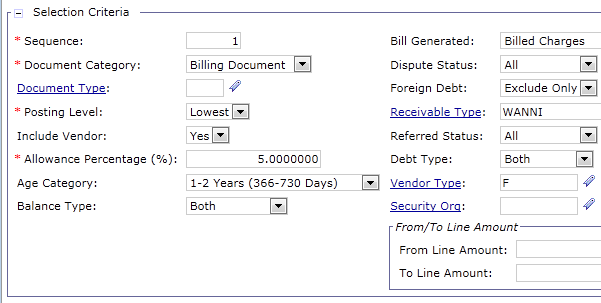 Selection Criteria
* Sequence: 1 Bill Generated: Billed Charges
* Document Category: Billing Document Dispute Status: All
Document Type: Foreign Debt: Exclude Only
* Posting Level: Lowest Receivable Type: WANNI
Include Vendor: Yes Referred Status: All
* Allowance Percentage (%): 5.0000000 Debt Type: Both
Age Category: 1-2 Years (366-730 Days) Vendor Type: F
Balance Type: Both Security Org:
From/To Line Amount
From Line Amount:
To Line Amount: